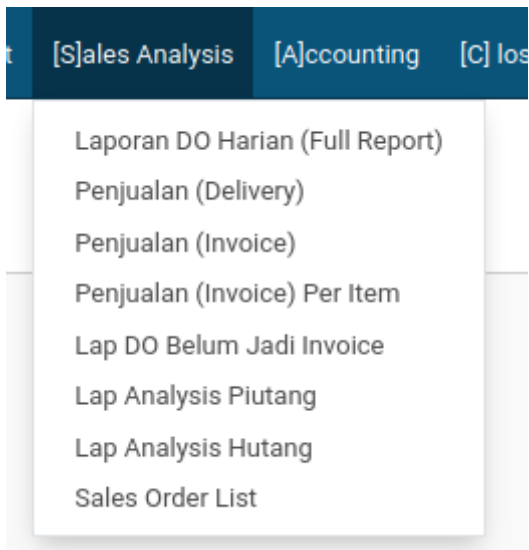 t [S]ales Analysis [A]ccounting [C] los
Laporan DO Harian (Full Report)
Penjualan (Delivery)
Penjualan (Invoice)
Penjualan (Invoice) Per Item
Lap DO Belum Jadi Invoice
Lap Analysis Piutang
Lap Analysis Hutang
Sales Order List